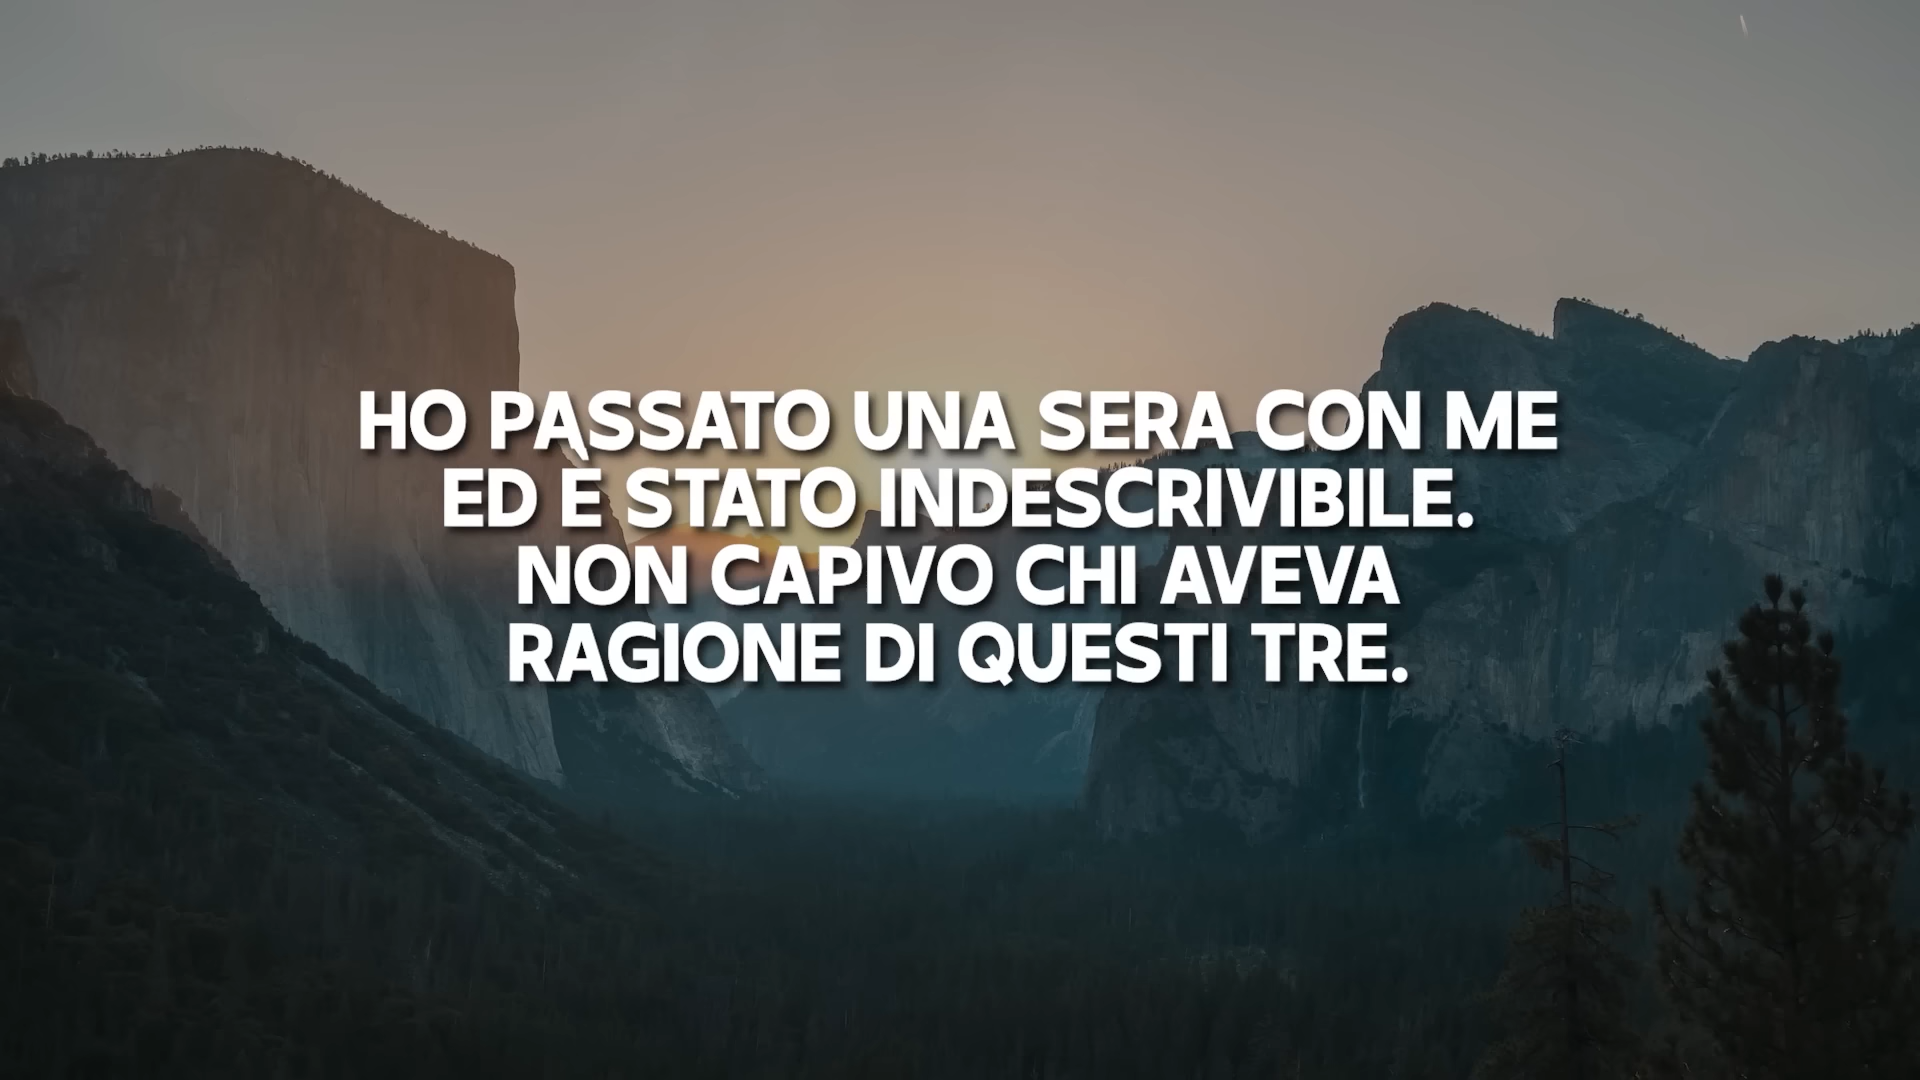 HO PASSATO UNA SERA CON ME
ED È STATO INDESCRIVIBILE.
NON CAPIVO CHI AVEVA
RAGIONE DI QUESTI TRE.